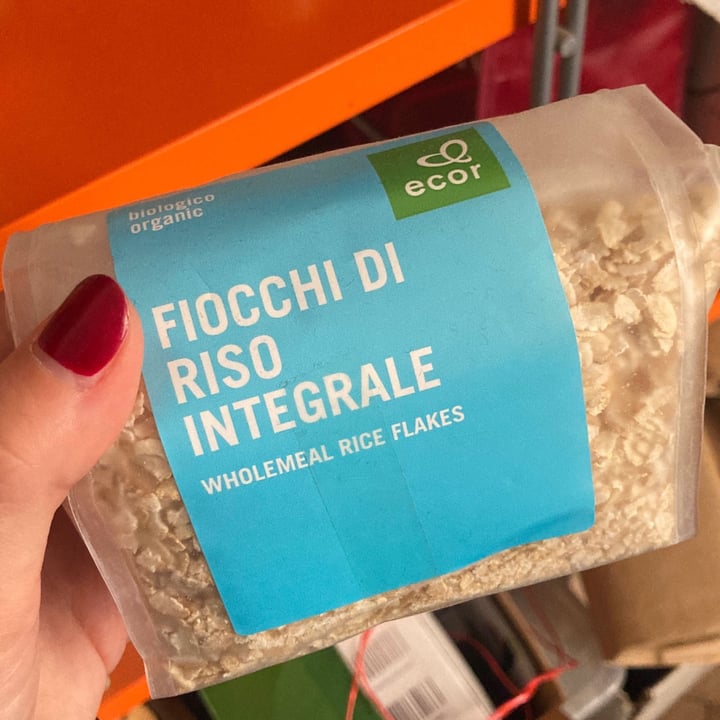 biologico
organic
ecor
FIOCCHI DI
RISO
INTEGRALE
WHOLEMEAL RICE FLAKES